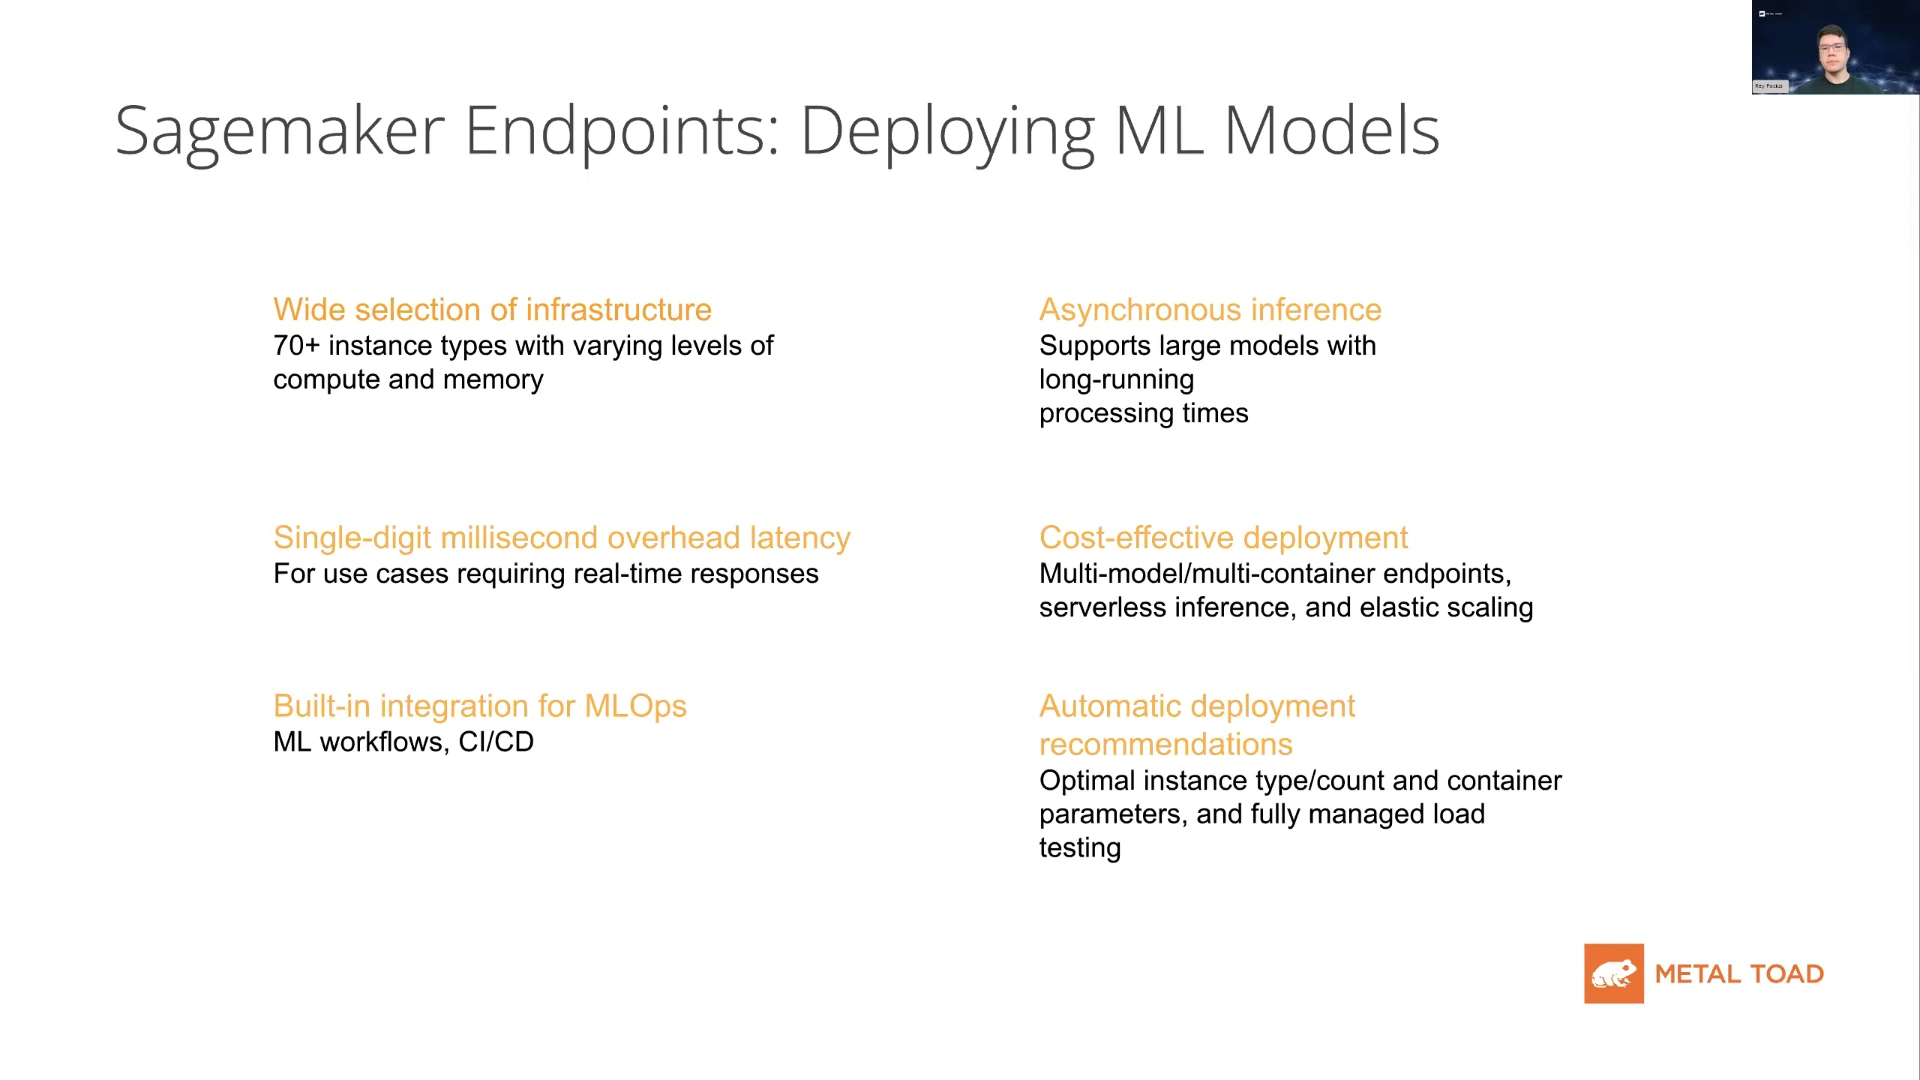 Sagemaker Endpoints: Deploying ML Models
Wide selection of infrastructure
70+ instance types with varying levels of
compute and memory
Single-digit millisecond overhead latency
For use cases requiring real-time responses
Built-in integration for MLOps
ML workflows, CI/CD
Asynchronous inference
Supports large models with
long-running
processing times
Cost-effective deployment
Multi-model/multi-container endpoints,
serverless inference, and elastic scaling
Automatic deployment
recommendations
Optimal instance type/count and container
parameters, and fully managed load
testing
METAL TOAD